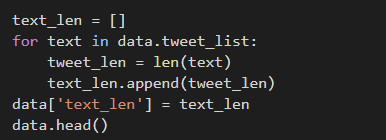 text_len = []
for text in data.tweet_list:
    tweet_len = len(text)
    text_len.append(tweet_len)
data['text_len'] = text_len
data.head()